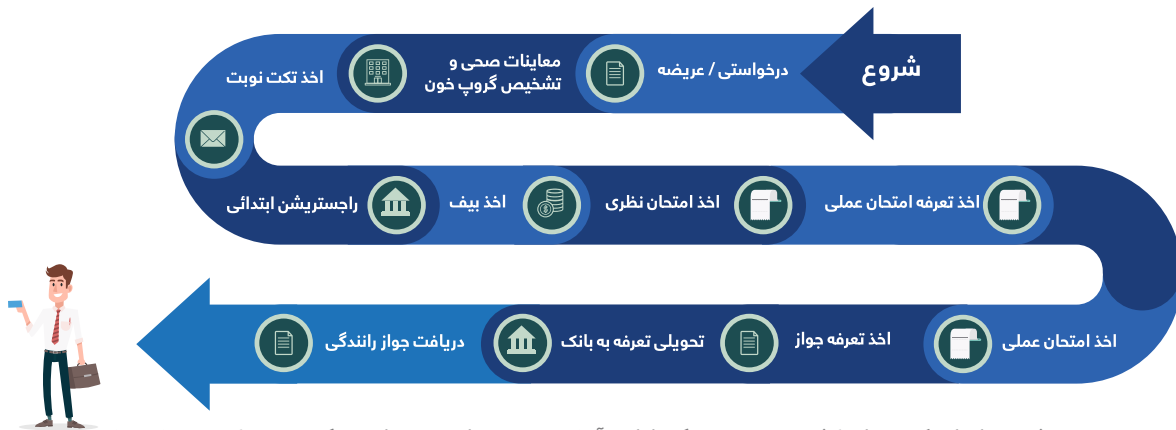 شروع
درخواستی / عریضه
معاینات صحی و
تشخیص گروپ خون
اخذ تکت نوبت
راجستریشن ابتدائی
اخذ بیف
اخذ امتحان نظری
اخذ تعرفه امتحان عملی
اخذ امتحان عملی
اخذ تعرفه جواز
تحویلی تعرفه به بانک
دریافت جواز رانندگی